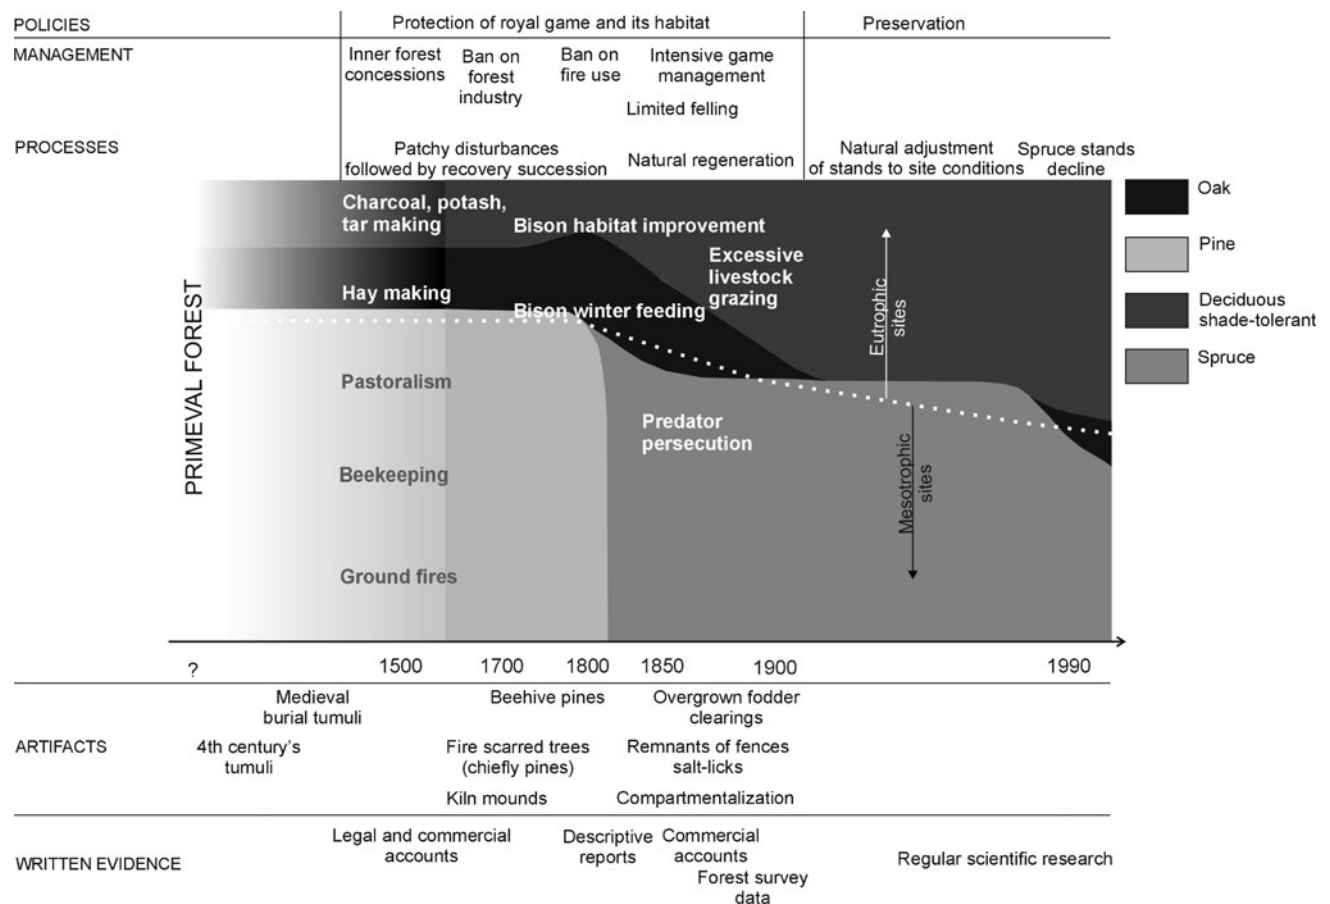 POLICIES
Protection of royal game and its habitat
Preservation
MANAGEMENT
Inner forest
concessions
Ban on
forest
industry
Ban on
fire use
Intensive game
management
Limited felling
PROCESSES
Patchy disturbances
followed by recovery succession
Natural regeneration
Natural adjustment
of stands to site conditions
Spruce stands
decline
PRIMEVAL FOREST
Charcoal, potash,
tar making
Bison habitat improvement
Excessive
livestock
grazing
Hay making
Bison winter feeding
Pastoralism
Predator
persecution
Beekeeping
Ground fires
Eutrophic
sites
Mesotrophic
sites
Oak
Pine
Deciduous
shade-tolerant
Spruce
?
1500
1700
1800
1850
1900
1990
Medieval
burial tumuli
Beehive pines
Overgrown fodder
clearings
ARTIFACTS
4th century's
tumuli
Fire scarred trees
(chiefly pines)
Remnants of fences
salt-licks
Kiln mounds
Compartmentalization
WRITTEN EVIDENCE
Legal and commercial
accounts
Descriptive
reports
Commercial
accounts
Forest survey
data
Regular scientific research